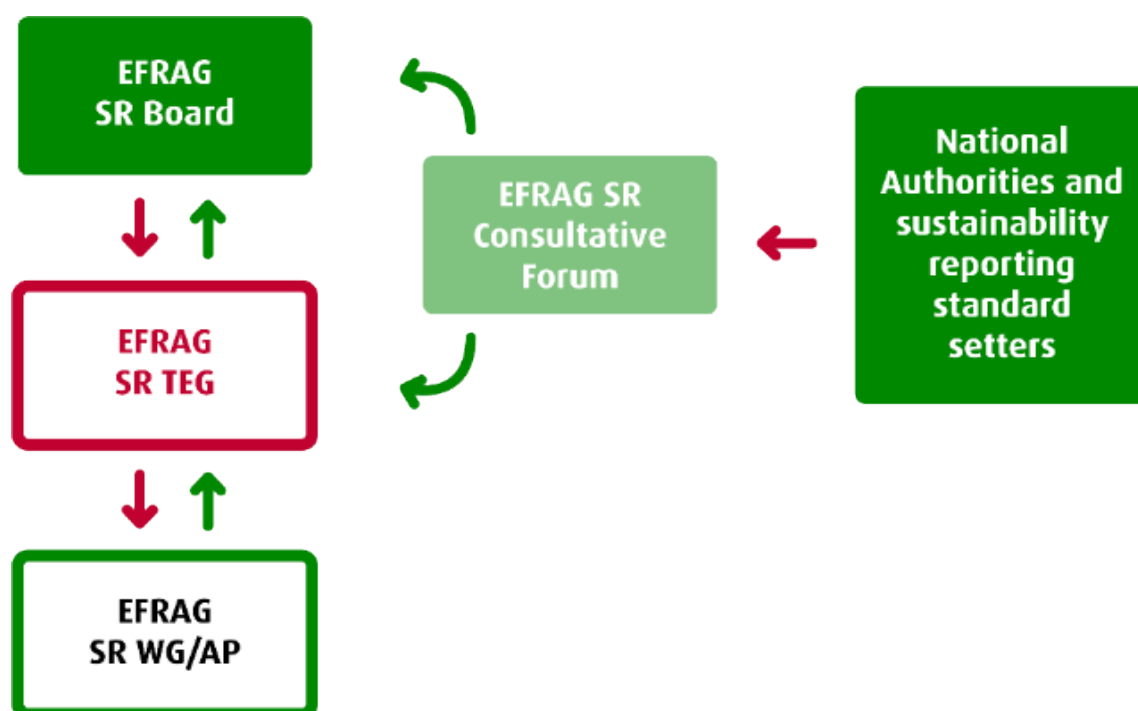 EFRAG
SR Board
EFRAG
SR TEG
EFRAG
SR WG/AP
EFRAG SR
Consultative
Forum
National
Authorities and
sustainability
reporting
standard
setters